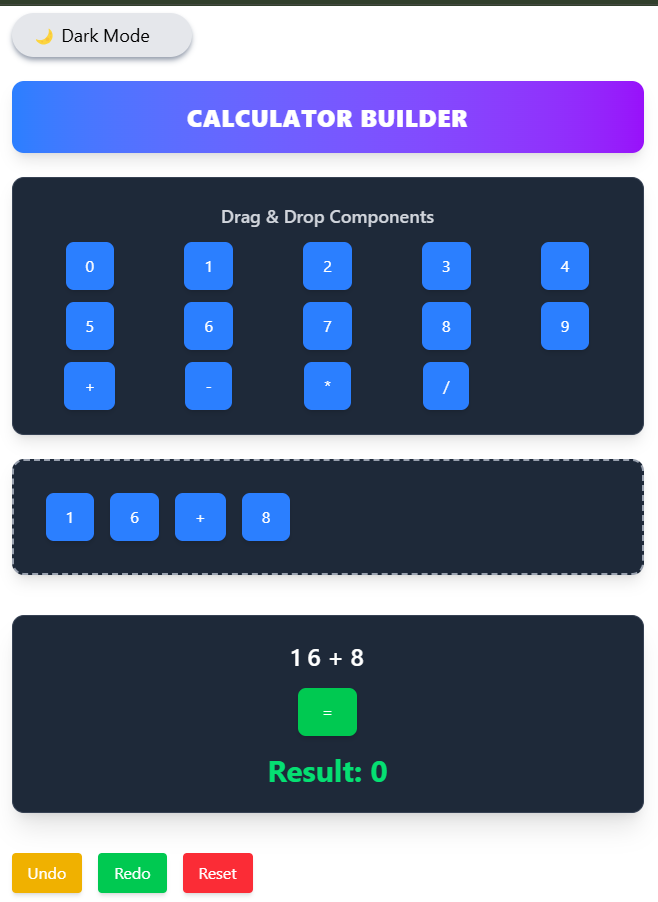 🌙 Dark Mode
CALCULATOR BUILDER
Drag & Drop Components
0 1 2 3 4
5 6 7 8 9
+ - * /
1 6 + 8
1 6 + 8
=
Result: 0
Undo Redo Reset